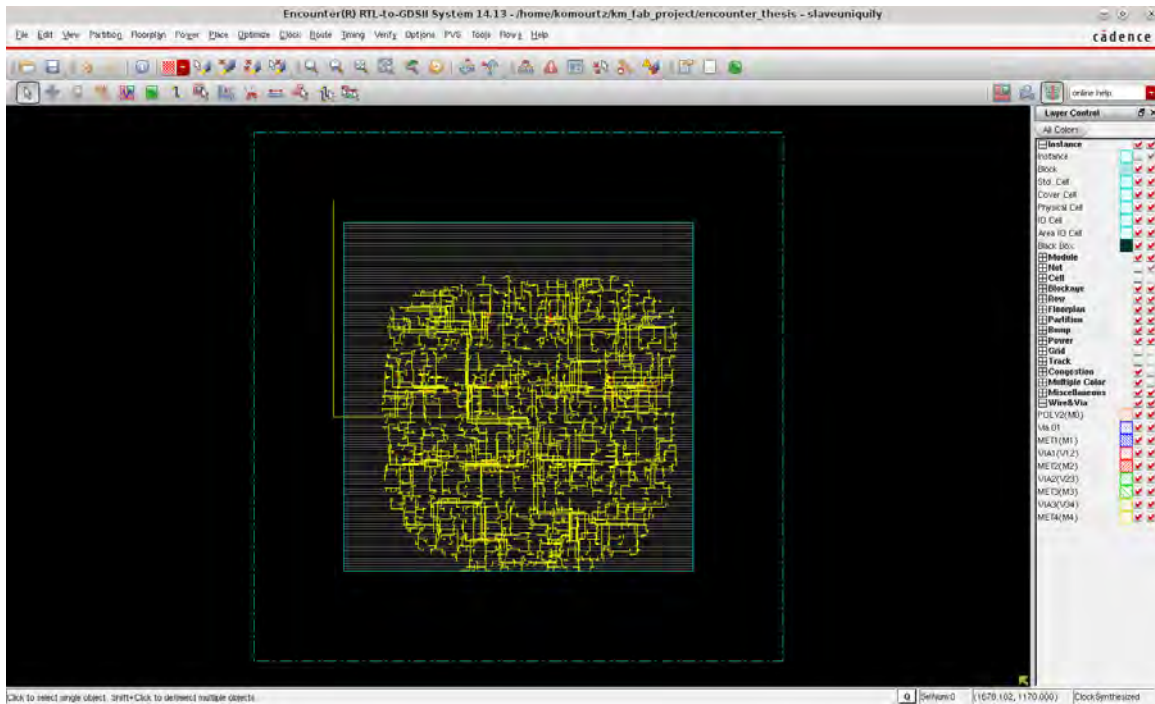 Encounter(R) RTL-to-GDSII System 14.13 - /home/komourtz/km_fab_project/encounter_thesis - slaveuniquily
File Edit View Partition Floorplan Power Place Optimize Clock Route Timing Verify Options PVS Tools Flows Help
cādence
online help
Layer Control
All Colors
Instance
Instance
Block
Std. Cell
Cover Cell
Physical Cell
IO Cell
Area IO Cell
Black Box
Module
Net
Cell
Blockage
Row
Floorplan
Partition
Bump
Power
Grid
Track
Congestion
Multiple Color
Miscellaneous
Wire&Via
POLY2(M0)
Via 01
MET1(M1)
VIA1(V12)
MET2(M2)
VIA2(V23)
MET3(M3)
VIA3(V34)
MET4(M4)
Click to select single object. Shift+Click to de/select multiple objects.
Q
SelNum:0
(1678.102, 1170.000)
Clock Synthesized